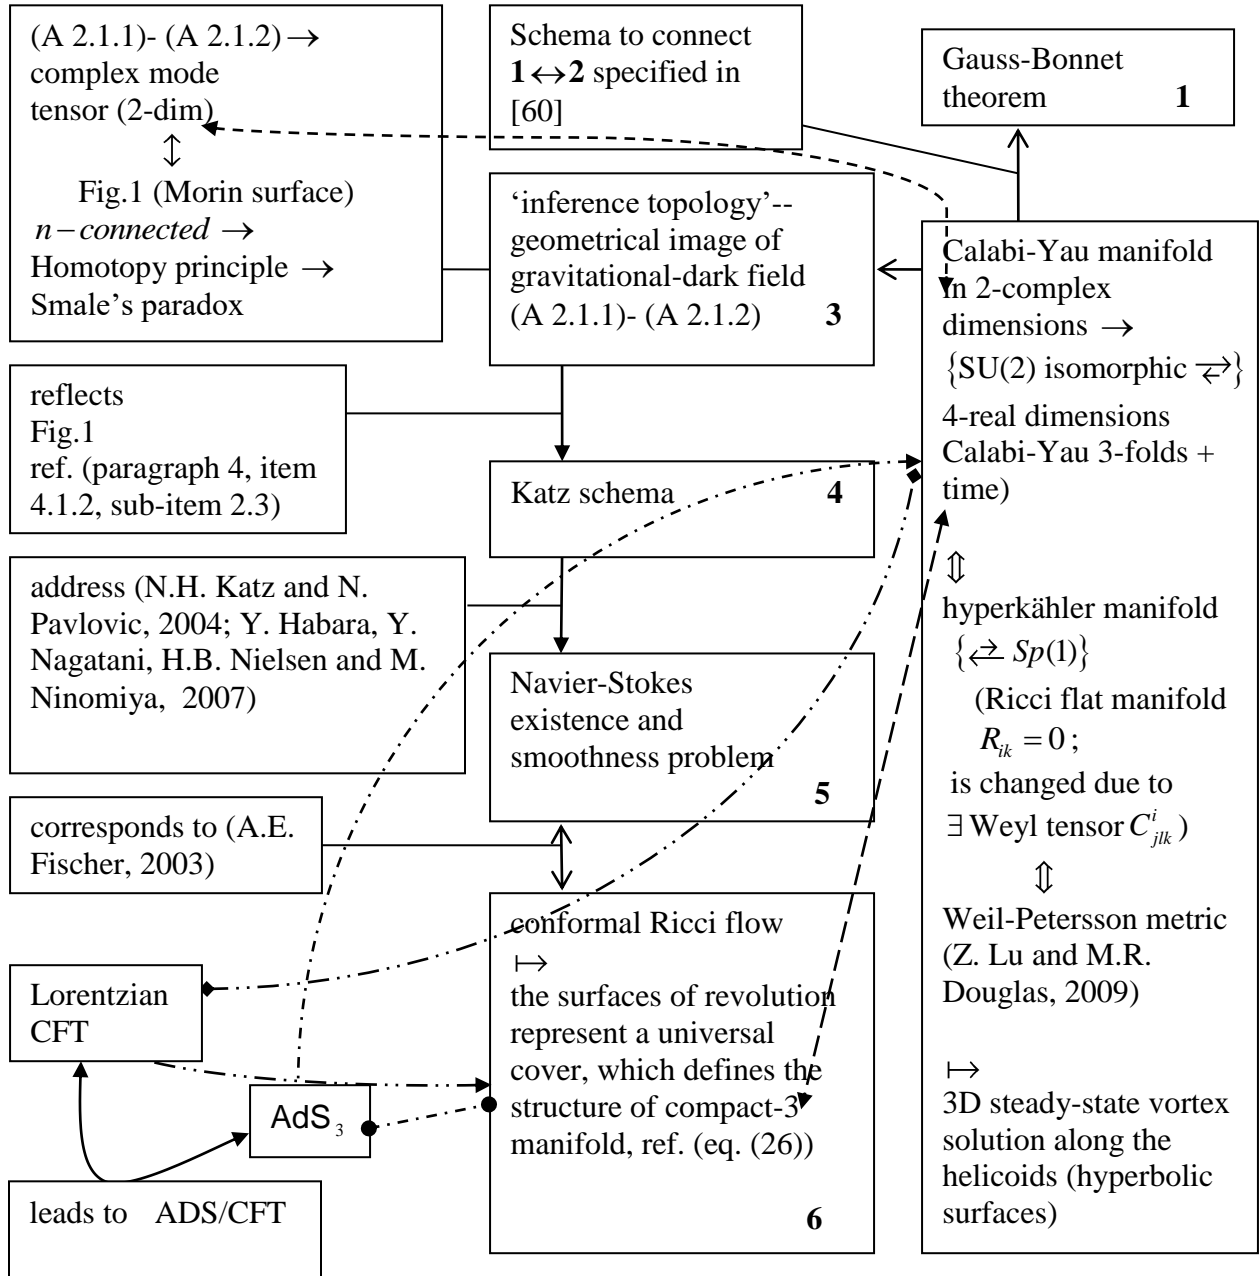 (A 2.1.1)- (A 2.1.2) →
complex mode
tensor (2-dim)
⇕
Fig.1 (Morin surface)
n – connected →
Homotopy principle →
Smale's paradox
Schema to connect
1 ↔ 2 specified in
[60]
Gauss-Bonnet
theorem 1
'inference topology'--
geometrical image of
gravitational-dark field
(A 2.1.1)- (A 2.1.2) 3
Calabi-Yau manifold
in 2-complex
dimensions →
{SU(2) isomorphic ⇄}
4-real dimensions
Calabi-Yau 3-folds +
time)
⇕
hyperkähler manifold
{⇄ Sp(1)}
(Ricci flat manifold
R_{ik} = 0 ;
is changed due to
∃ Weyl tensor C^i_{jlk} )
⇕
Weil-Petersson metric
(Z. Lu and M.R.
Douglas, 2009)
↦
3D steady-state vortex
solution along the
helicoids (hyperbolic
surfaces)
reflects
Fig.1
ref. (paragraph 4, item
4.1.2, sub-item 2.3)
Katz schema 4
address (N.H. Katz and N.
Pavlovic, 2004; Y. Habara, Y.
Nagatani, H.B. Nielsen and M.
Ninomiya, 2007)
Navier-Stokes
existence and
smoothness problem
5
corresponds to (A.E.
Fischer, 2003)
conformal Ricci flow
↦
the surfaces of revolution
represent a universal
cover, which defines the
structure of compact-3
manifold, ref. (eq. (26))
6
Lorentzian
CFT
AdS₃
leads to ADS/CFT